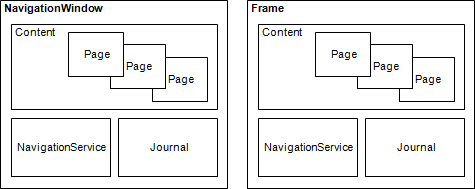 NavigationWindow
Content
Page
Page
Page
NavigationService
Journal
Frame
Content
Page
Page
Page
NavigationService
Journal